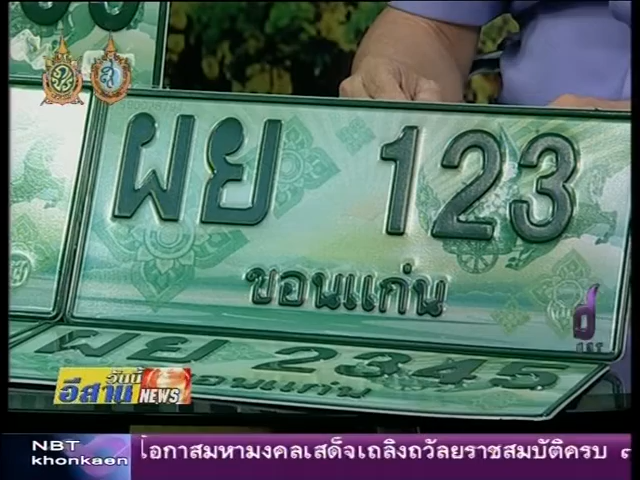 ผย 123
ขอนแก่น
ผย 2345
ขอนแก่น
วันนี้
อีสาน NEWS
NBT
khonkaen
โอกาสมหามงคลเสด็จเถลิงถวัลยราชสมบัติครบ ๗